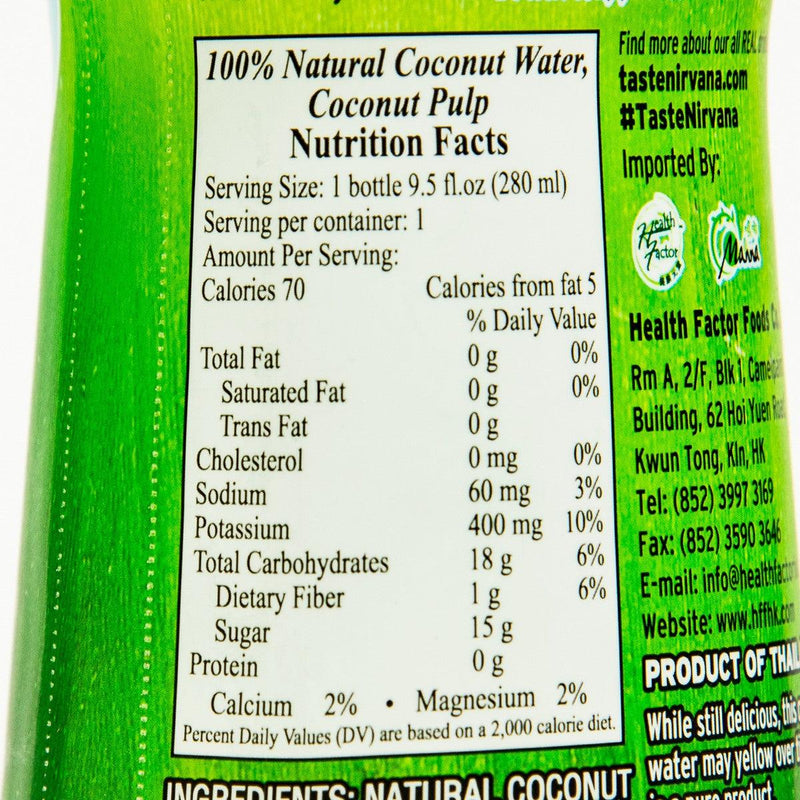 100% Natural Coconut Water,
Coconut Pulp
Nutrition Facts
Serving Size: 1 bottle 9.5 fl.oz (280 ml)
Serving per container: 1
Amount Per Serving:
Calories 70 Calories from fat 5
% Daily Value
Total Fat 0 g 0%
Saturated Fat 0 g 0%
Trans Fat 0 g
Cholesterol 0 mg 0%
Sodium 60 mg 3%
Potassium 400 mg 10%
Total Carbohydrates 18 g 6%
Dietary Fiber 1 g 6%
Sugar 15 g
Protein 0 g
Calcium 2% • Magnesium 2%
Percent Daily Values (DV) are based on a 2,000 calorie diet.
INGREDIENTS: NATURAL COCONUT
Find more about our all REAL
tastenirvana.com
#TasteNirvana
Imported By:
Health
Factor
Mama
Health Factor Foods
Rm A, 2/F, Blk i,
Building, 62 Hoi Yuen
Kwun Tong, Kln, HK
Tel: (852) 3997 3169
Fax: (852) 3590 3646
E-mail:
Website: www.hffhk.com
PRODUCT OF
While still delicious, this
water may yellow over
pure product